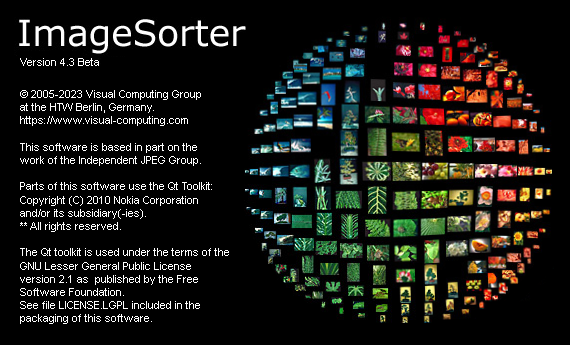 ImageSorter
Version 4.3 Beta
© 2005-2023 Visual Computing Group
at the HTW Berlin, Germany.
https://www.visual-computing.com
This software is based in part on the
work of the Independent JPEG Group.
Parts of this software use the Qt Toolkit:
Copyright (C) 2010 Nokia Corporation
and/or its subsidiary(-ies).
** All rights reserved.
The Qt toolkit is used under the terms of the
GNU Lesser General Public License
version 2.1 as  published by the Free
Software Foundation.
See file LICENSE.LGPL included in the
packaging of this software.